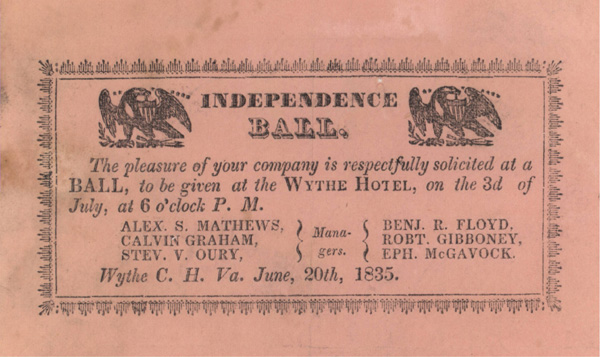 INDEPENDENCE
BALL.
The pleasure of your company is respectfully solicited at a
BALL, to be given at the WYTHE HOTEL, on the 3d of
July, at 6 o'clock P. M.
ALEX. S. MATHEWS, BENJ. R. FLOYD,
CALVIN GRAHAM, Mana- ROBT. GIBBONEY,
STEV. V. OURY, gers. EPH. McGAVOCK.
Wythe C. H. Va. June, 20th, 1835.